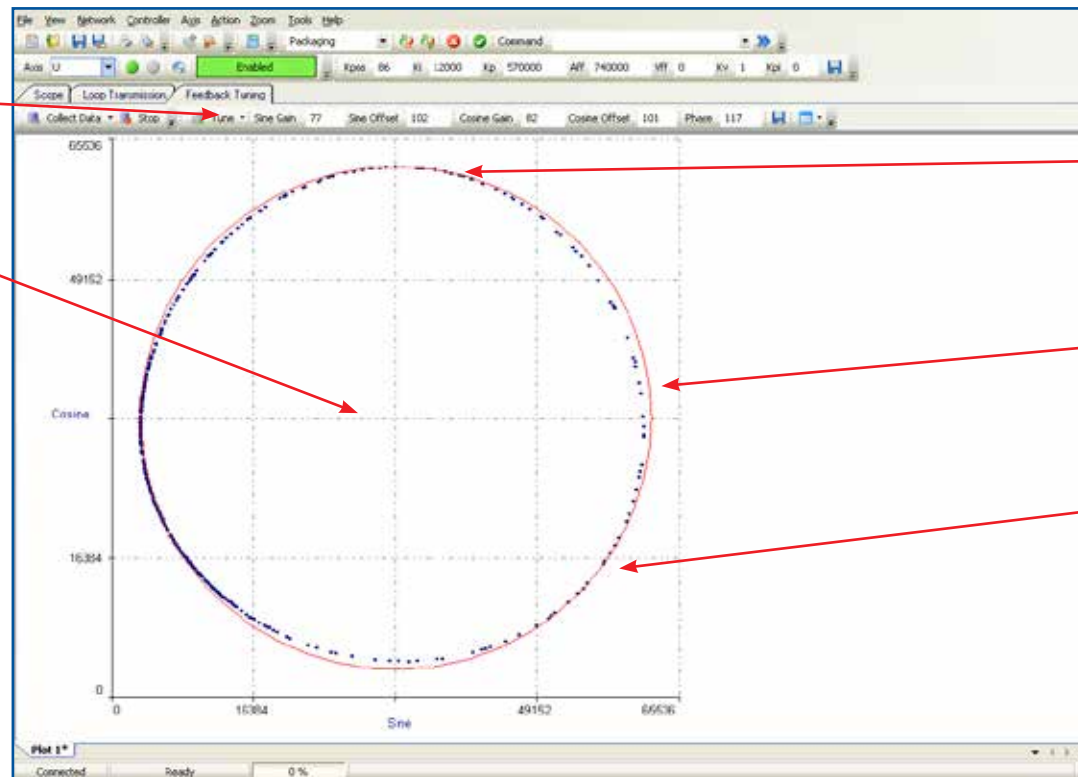 File View Network Controller Axis Action Zoom Tools Help
Packaging Command
Axis U Enabled Kpos 86 Ki 12000 Kp 570000 Aff 740000 Vff 0 Kv 1 Kpi 0
Scope Loop Transmission Feedback Tuning
Collect Data Stop Tune Sine Gain 77 Sine Offset 102 Cosine Gain 82 Cosine Offset 101 Phase 117
65536
49152
Cosine
16384
0
0 16384 49152 65536
Sine
Plot 1*
Connected Ready 0 %